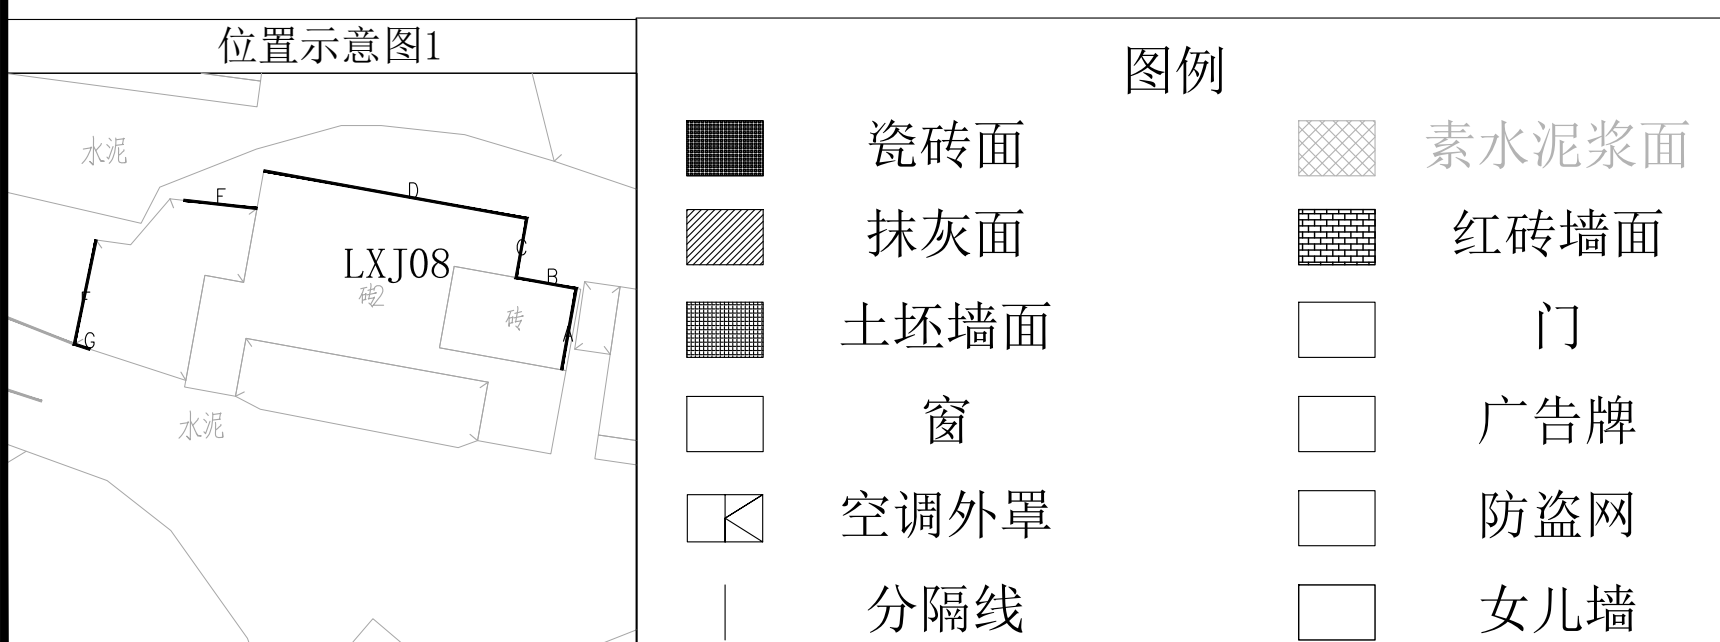 位置示意图1
水泥
E
D
C
B
LXJ08
砖2
砖
F
A
G
水泥
图例
瓷砖面
素水泥浆面
抹灰面
红砖墙面
土坯墙面
门
窗
广告牌
空调外罩
防盗网
分隔线
女儿墙